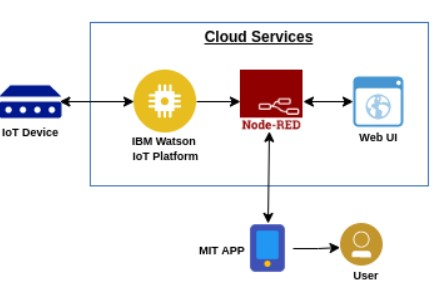 Cloud Services
IoT Device
IBM Watson
IoT Platform
Node-RED
Web UI
MIT APP
User